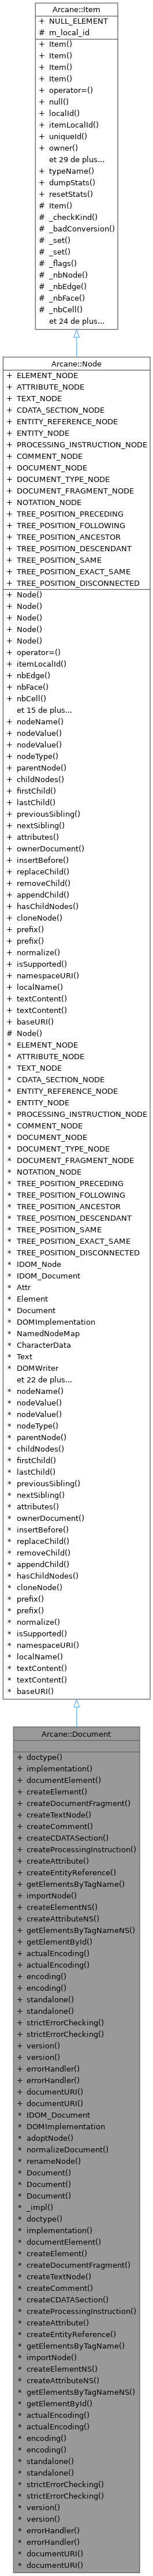 Arcane::Item
+ NULL_ELEMENT
# m_local_id
+ Item()
+ Item()
+ Item()
+ Item()
+ operator=()
+ null()
+ localId()
+ itemLocalId()
+ uniqueId()
+ owner()
et 29 de plus...
+ typeName()
+ dumpStats()
+ resetStats()
# Item()
# _checkKind()
# _badConversion()
# _set()
# _set()
# _flags()
# _nbNode()
# _nbEdge()
# _nbFace()
# _nbCell()
et 24 de plus...
Arcane::Node
+ ELEMENT_NODE
+ ATTRIBUTE_NODE
+ TEXT_NODE
+ CDATA_SECTION_NODE
+ ENTITY_REFERENCE_NODE
+ ENTITY_NODE
+ PROCESSING_INSTRUCTION_NODE
+ COMMENT_NODE
+ DOCUMENT_NODE
+ DOCUMENT_TYPE_NODE
+ DOCUMENT_FRAGMENT_NODE
+ NOTATION_NODE
+ TREE_POSITION_PRECEDING
+ TREE_POSITION_FOLLOWING
+ TREE_POSITION_ANCESTOR
+ TREE_POSITION_DESCENDANT
+ TREE_POSITION_SAME
+ TREE_POSITION_EXACT_SAME
+ TREE_POSITION_DISCONNECTED
+ Node()
+ Node()
+ Node()
+ Node()
+ Node()
+ operator=()
+ itemLocalId()
+ nbEdge()
+ nbFace()
+ nbCell()
et 15 de plus...
+ nodeName()
+ nodeValue()
+ nodeValue()
+ nodeType()
+ parentNode()
+ childNodes()
+ firstChild()
+ lastChild()
+ previousSibling()
+ nextSibling()
+ attributes()
+ ownerDocument()
+ insertBefore()
+ replaceChild()
+ removeChild()
+ appendChild()
+ hasChildNodes()
+ cloneNode()
+ prefix()
+ prefix()
+ normalize()
+ isSupported()
+ namespaceURI()
+ localName()
+ textContent()
+ textContent()
+ baseURI()
# Node()
* ELEMENT_NODE
* ATTRIBUTE_NODE
* TEXT_NODE
* CDATA_SECTION_NODE
* ENTITY_REFERENCE_NODE
* ENTITY_NODE
* PROCESSING_INSTRUCTION_NODE
* COMMENT_NODE
* DOCUMENT_NODE
* DOCUMENT_TYPE_NODE
* DOCUMENT_FRAGMENT_NODE
* NOTATION_NODE
* TREE_POSITION_PRECEDING
* TREE_POSITION_FOLLOWING
* TREE_POSITION_ANCESTOR
* TREE_POSITION_DESCENDANT
* TREE_POSITION_SAME
* TREE_POSITION_EXACT_SAME
* TREE_POSITION_DISCONNECTED
* IDOM_Node
* IDOM_Document
* Attr
* Element
* Document
* DOMImplementation
* NamedNodeMap
* CharacterData
* Text
* DOMWriter
et 22 de plus...
* nodeName()
* nodeValue()
* nodeValue()
* nodeType()
* parentNode()
* childNodes()
* firstChild()
* lastChild()
* previousSibling()
* nextSibling()
* attributes()
* ownerDocument()
* insertBefore()
* replaceChild()
* removeChild()
* appendChild()
* hasChildNodes()
* cloneNode()
* prefix()
* prefix()
* normalize()
* isSupported()
* namespaceURI()
* localName()
* textContent()
* textContent()
* baseURI()
Arcane::Document
+ doctype()
+ implementation()
+ documentElement()
+ createElement()
+ createDocumentFragment()
+ createTextNode()
+ createComment()
+ createCDATASection()
+ createProcessingInstruction()
+ createAttribute()
+ createEntityReference()
+ getElementsByTagName()
+ importNode()
+ createElementNS()
+ createAttributeNS()
+ getElementsByTagNameNS()
+ getElementById()
+ actualEncoding()
+ actualEncoding()
+ encoding()
+ encoding()
+ standalone()
+ standalone()
+ strictErrorChecking()
+ strictErrorChecking()
+ version()
+ version()
+ errorHandler()
+ errorHandler()
+ documentURI()
+ documentURI()
* IDOM_Document
* DOMImplementation
* adoptNode()
* normalizeDocument()
* renameNode()
* Document()
* Document()
* Document()
* _impl()
* doctype()
* implementation()
* documentElement()
* createElement()
* createDocumentFragment()
* createTextNode()
* createComment()
* createCDATASection()
* createProcessingInstruction()
* createAttribute()
* createEntityReference()
* getElementsByTagName()
* importNode()
* createElementNS()
* createAttributeNS()
* getElementsByTagNameNS()
* getElementById()
* actualEncoding()
* actualEncoding()
* encoding()
* encoding()
* standalone()
* standalone()
* strictErrorChecking()
* strictErrorChecking()
* version()
* version()
* errorHandler()
* errorHandler()
* documentURI()
* documentURI()